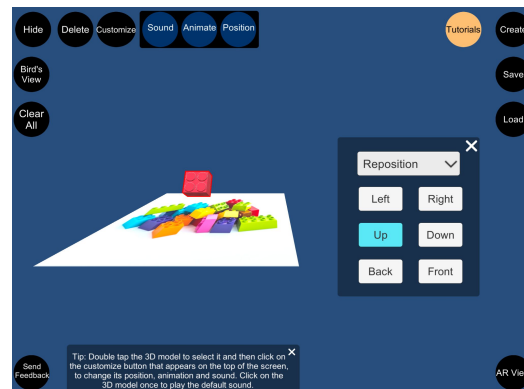 Hide
Delete
Customize
Sound
Animate
Position
Tutorials
Create
Bird's
View
Save
Clear
All
Load
Reposition
Left
Right
Up
Down
Back
Front
Send
Feedback
Tip: Double tap the 3D model to select it and then click on
the customize button that appears on the top of the screen,
to change its position, animation and sound. Click on the
3D model once to play the default sound.
AR Vie